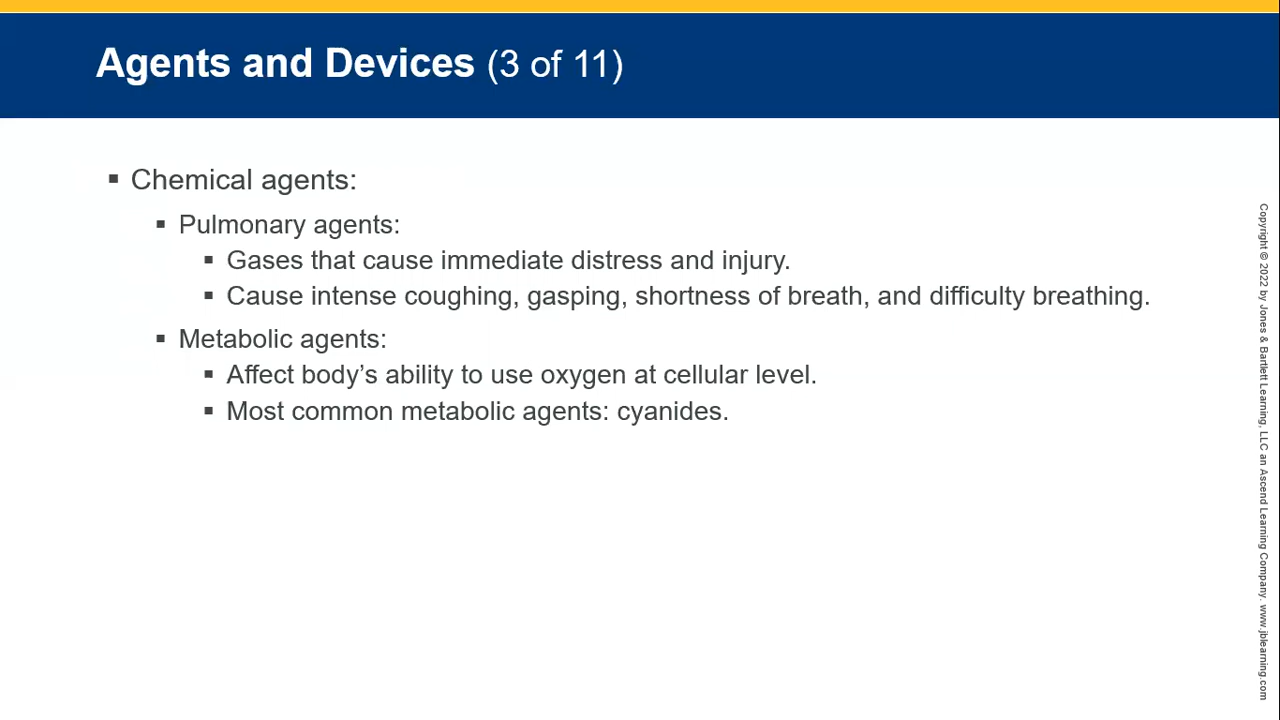 Agents and Devices (3 of 11)
▪ Chemical agents:
▪ Pulmonary agents:
▪ Gases that cause immediate distress and injury.
▪ Cause intense coughing, gasping, shortness of breath, and difficulty breathing.
▪ Metabolic agents:
▪ Affect body’s ability to use oxygen at cellular level.
▪ Most common metabolic agents: cyanides.
Copyright © 2022 by Jones & Bartlett Learning, LLC an Ascend Learning Company. www.jblearning.com